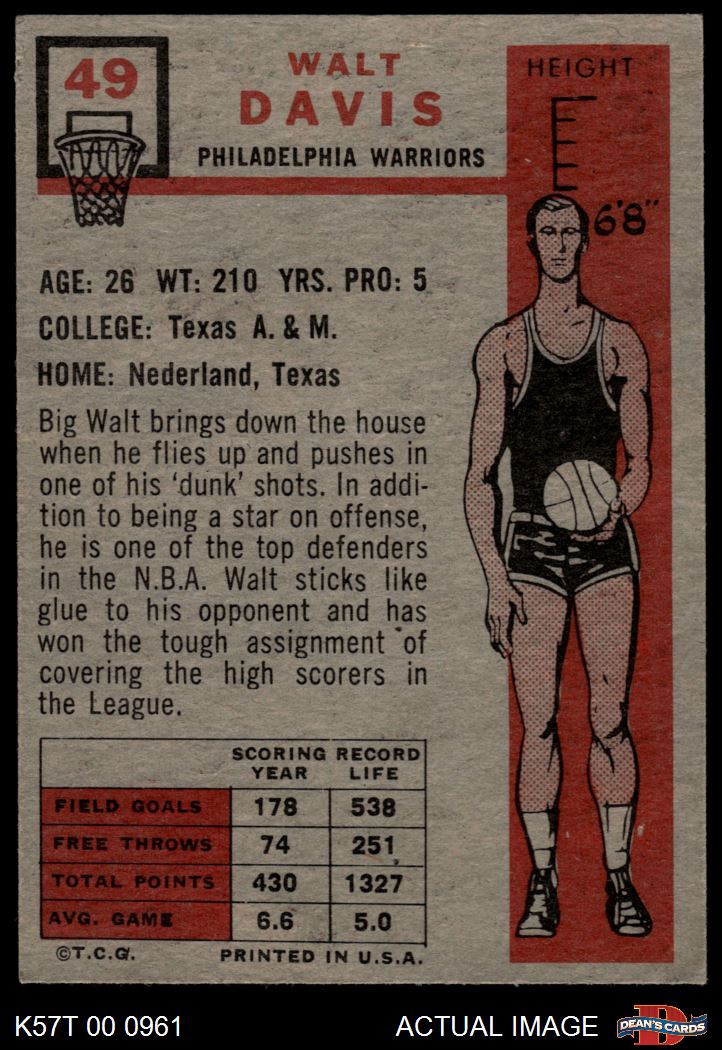 49
WALT
DAVIS
PHILADELPHIA WARRIORS
HEIGHT
6'8"
AGE: 26 WT: 210 YRS. PRO: 5
COLLEGE: Texas A. & M.
HOME: Nederland, Texas
Big Walt brings down the house
when he flies up and pushes in
one of his 'dunk' shots. In addi-
tion to being a star on offense,
he is one of the top defenders
in the N.B.A. Walt sticks like
glue to his opponent and has
won the tough assignment of
covering the high scorers in
the League.
SCORING RECORD
YEAR LIFE
FIELD GOALS 178 538
FREE THROWS 74 251
TOTAL POINTS 430 1327
AVG. GAME 6.6 5.0
©T.C.G. PRINTED IN U.S.A.
K57T 00 0961 ACTUAL IMAGE D DEAN'S CARDS